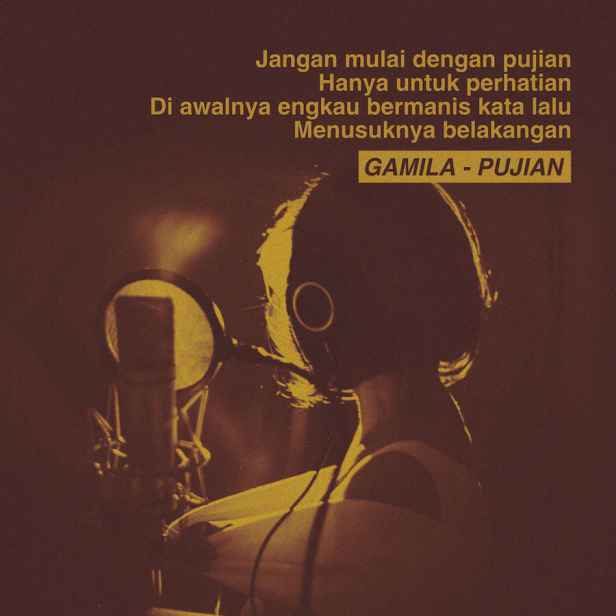 Jangan mulai dengan pujian
Hanya untuk perhatian
Di awalnya engkau bermanis kata lalu
Menusuknya belakangan
GAMILA - PUJIAN